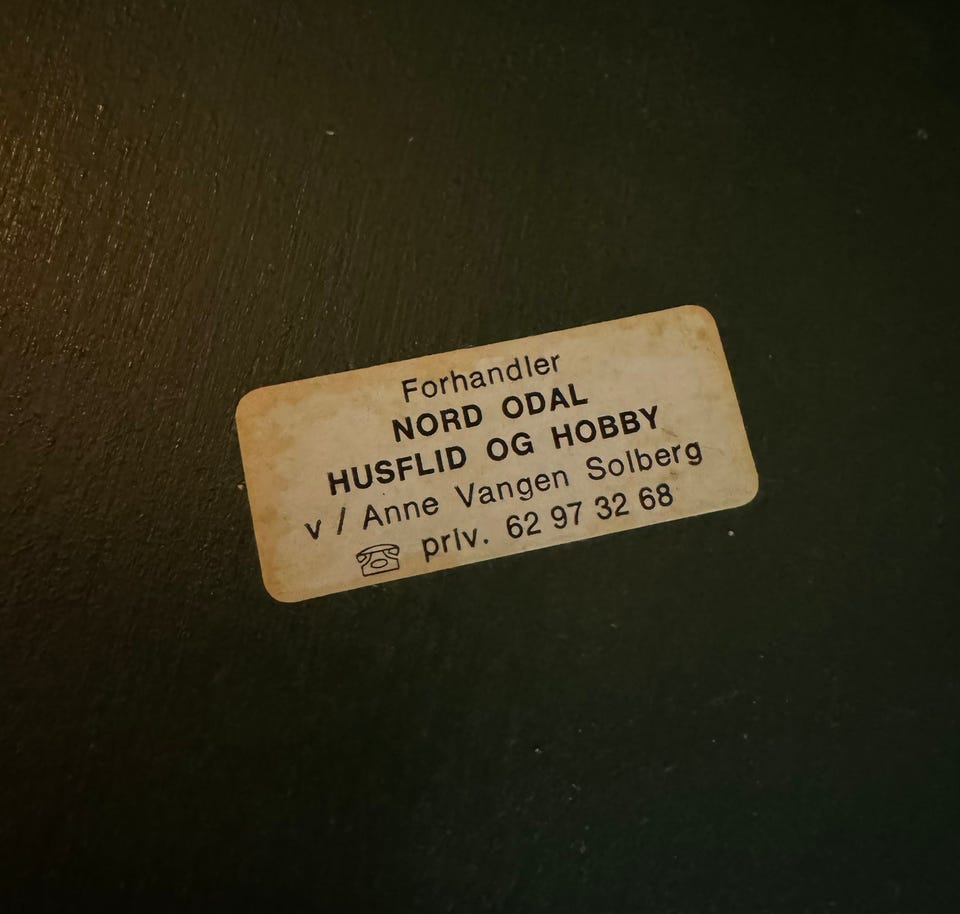 Forhandler
NORD ODAL
HUSFLID OG HOBBY
v / Anne Vangen Solberg
priv. 62 97 32 68